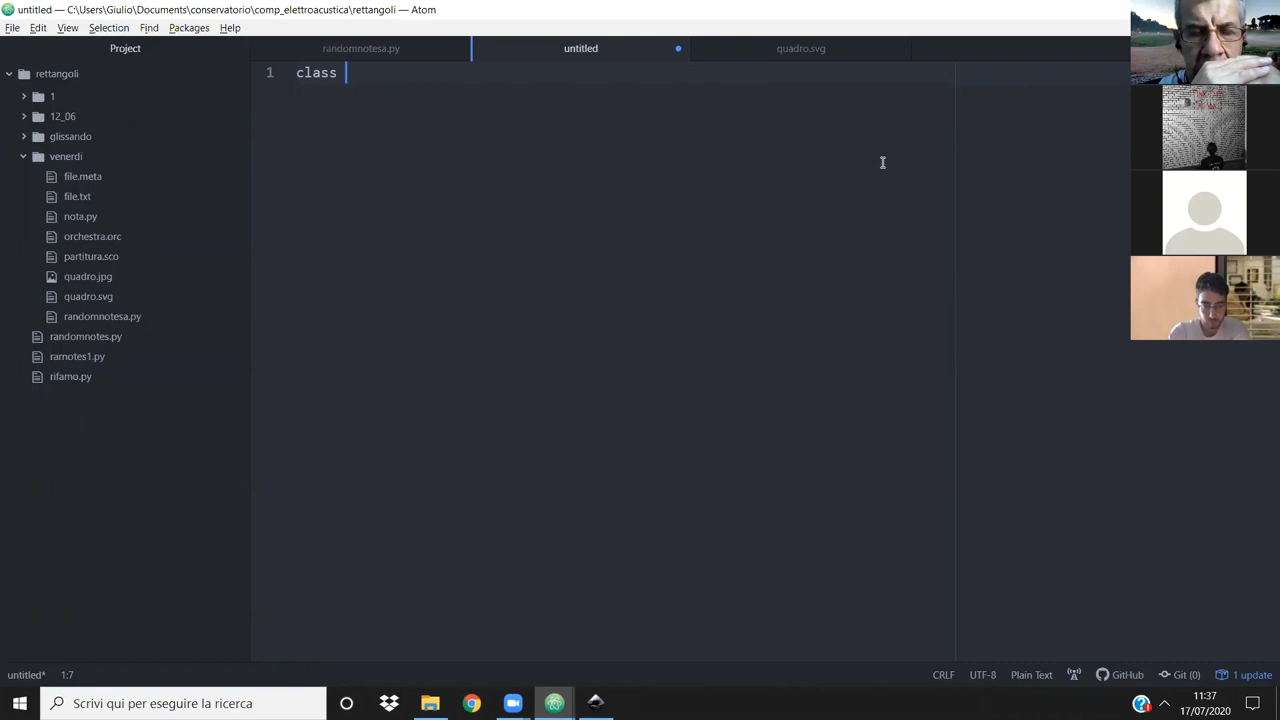 untitled — C:\Users\Giulio\Documents\conservatorio\comp_elettroacustica\rettangoli — Atom
File Edit View Selection Find Packages Help
Project
randomnotesa.py
untitled
quadro.svg
rettangoli
1
12_06
glissando
venerdi
file.meta
file.txt
nota.py
orchestra.orc
partitura.sco
quadro.jpg
quadro.svg
randomnotesa.py
randomnotes.py
rarnotes1.py
rifamo.py
1 class
untitled* 1:7
CRLF UTF-8 Plain Text GitHub Git (0) 1 update
Scrivi qui per eseguire la ricerca
11:37
17/07/2020